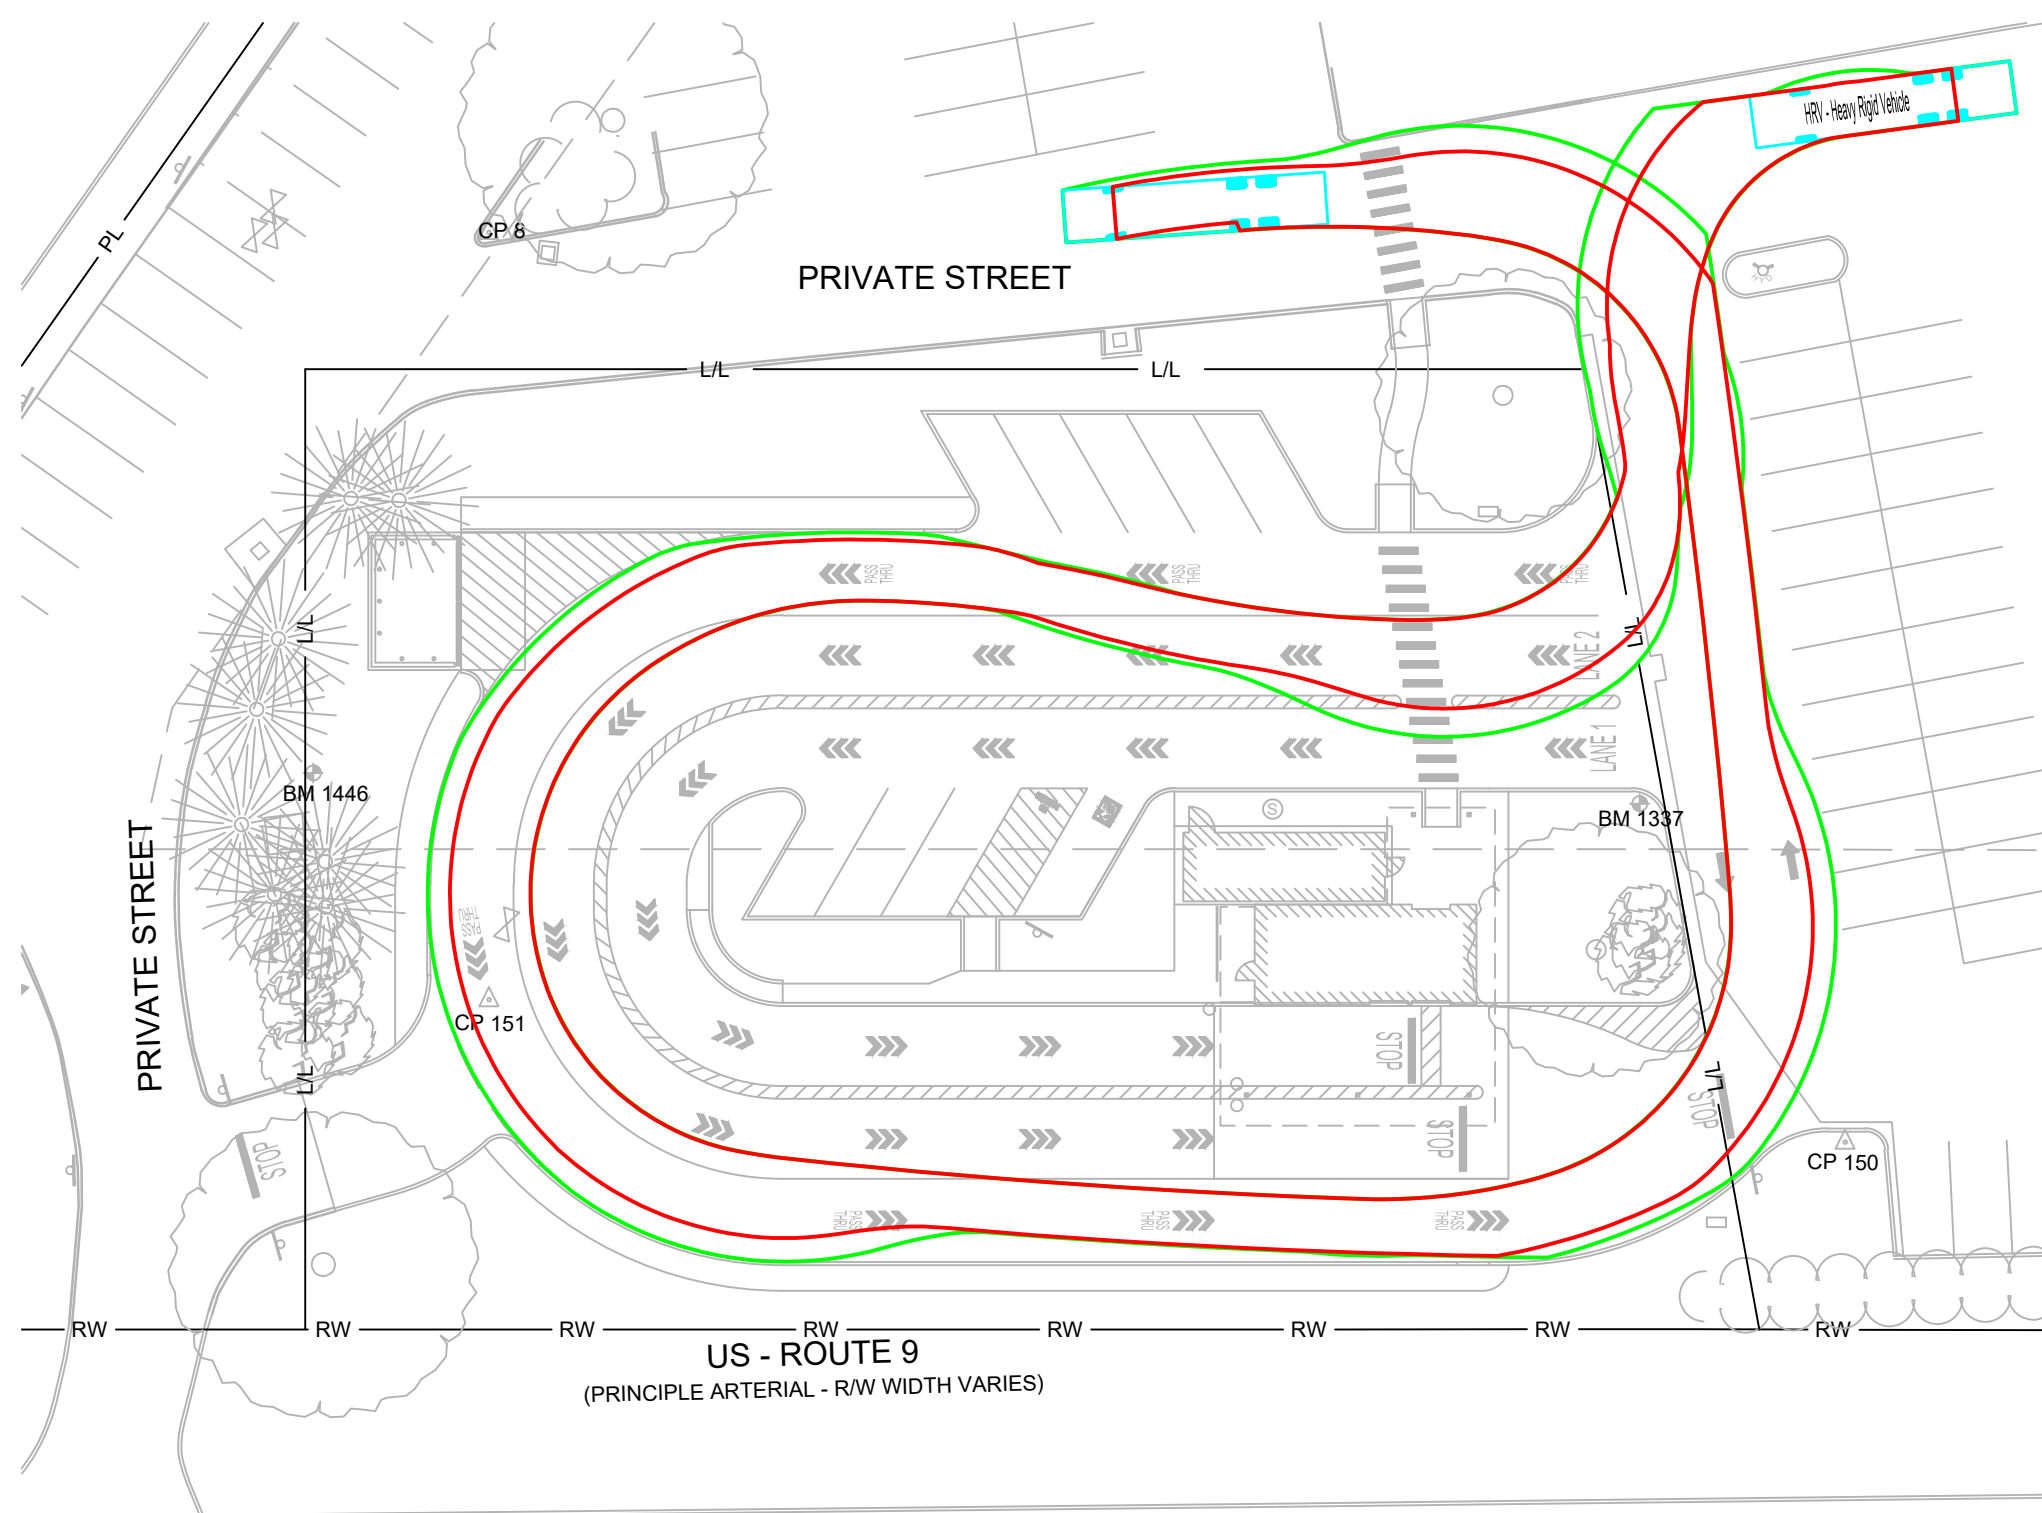 HRV - Heavy Rigid Vehicle
CP 8
PL
PRIVATE STREET
L/L
L/L
PASS
THRU
PASS
THRU
PASS
THRU
L/L
L/L
LANE 2
LANE 1
BM 1446
BM 1337
S
PRIVATE STREET
PASS
THRU
CP 151
STOP
L/L
L/L
STOP
STOP
STOP
CP 150
PASS
THRU
PASS
THRU
PASS
THRU
RW
RW
RW
RW
RW
RW
RW
RW
US - ROUTE 9
(PRINCIPLE ARTERIAL - R/W WIDTH VARIES)